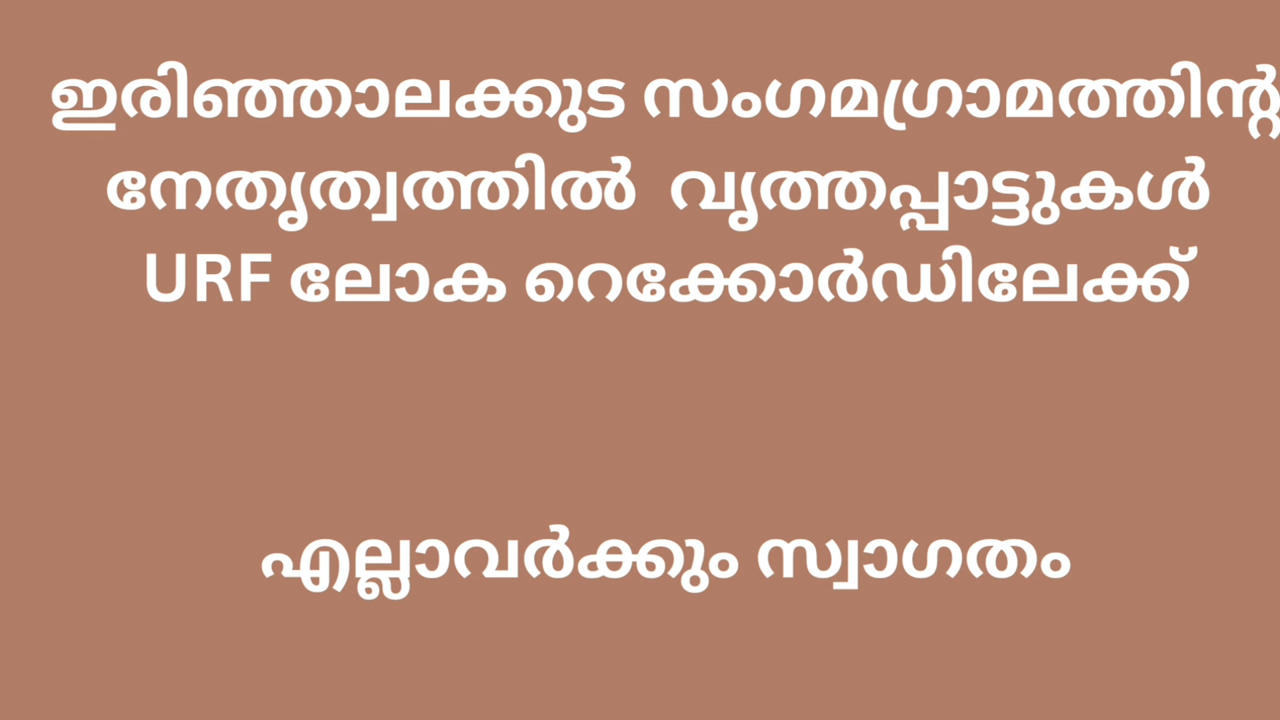 ഇരിഞ്ഞാലക്കുട സംഗമഗ്രാമത്തിന്റ
നേതൃത്വത്തിൽ വൃത്തപ്പാട്ടുകൾ
URF ലോക റെക്കോർഡിലേക്ക്
എല്ലാവർക്കും സ്വാഗതം